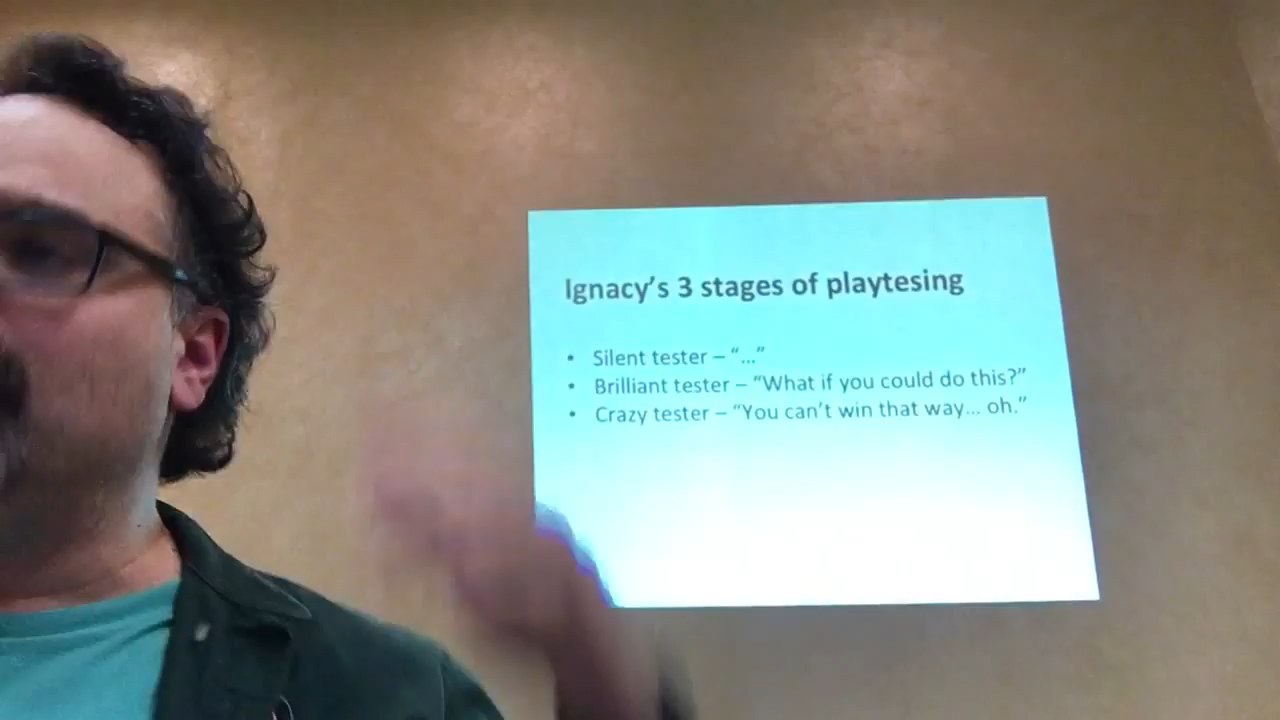 Ignacy's 3 stages of playtesing
• Silent tester – "..."
• Brilliant tester – "What if you could do this?"
• Crazy tester – "You can't win that way... oh."